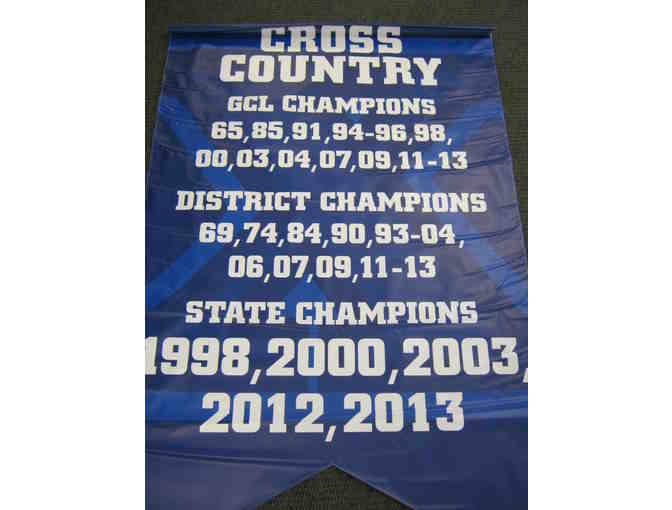 CROSS
COUNTRY
GCL CHAMPIONS
65,85,91,94-96,98,
00,03,04,07,09,11-13
DISTRICT CHAMPIONS
69,74,84,90,93-04,
06,07,09,11-13
STATE CHAMPIONS
1998,2000,2003,
2012,2013